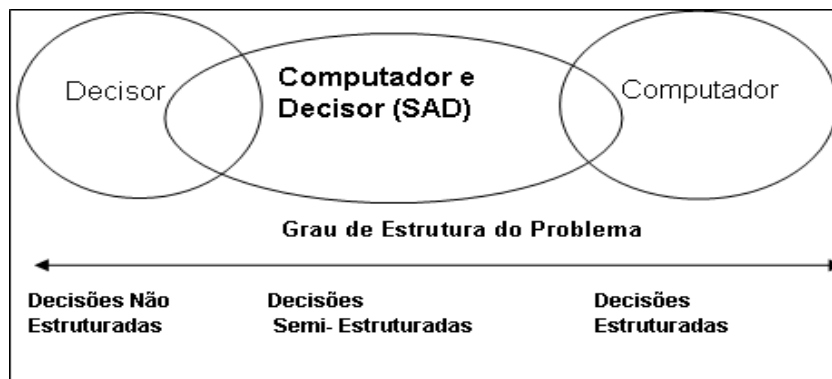 Decisor
Computador e
Decisor (SAD)
Computador
Grau de Estrutura do Problema
Decisões Não
Estruturadas
Decisões
Semi- Estruturadas
Decisões
Estruturadas